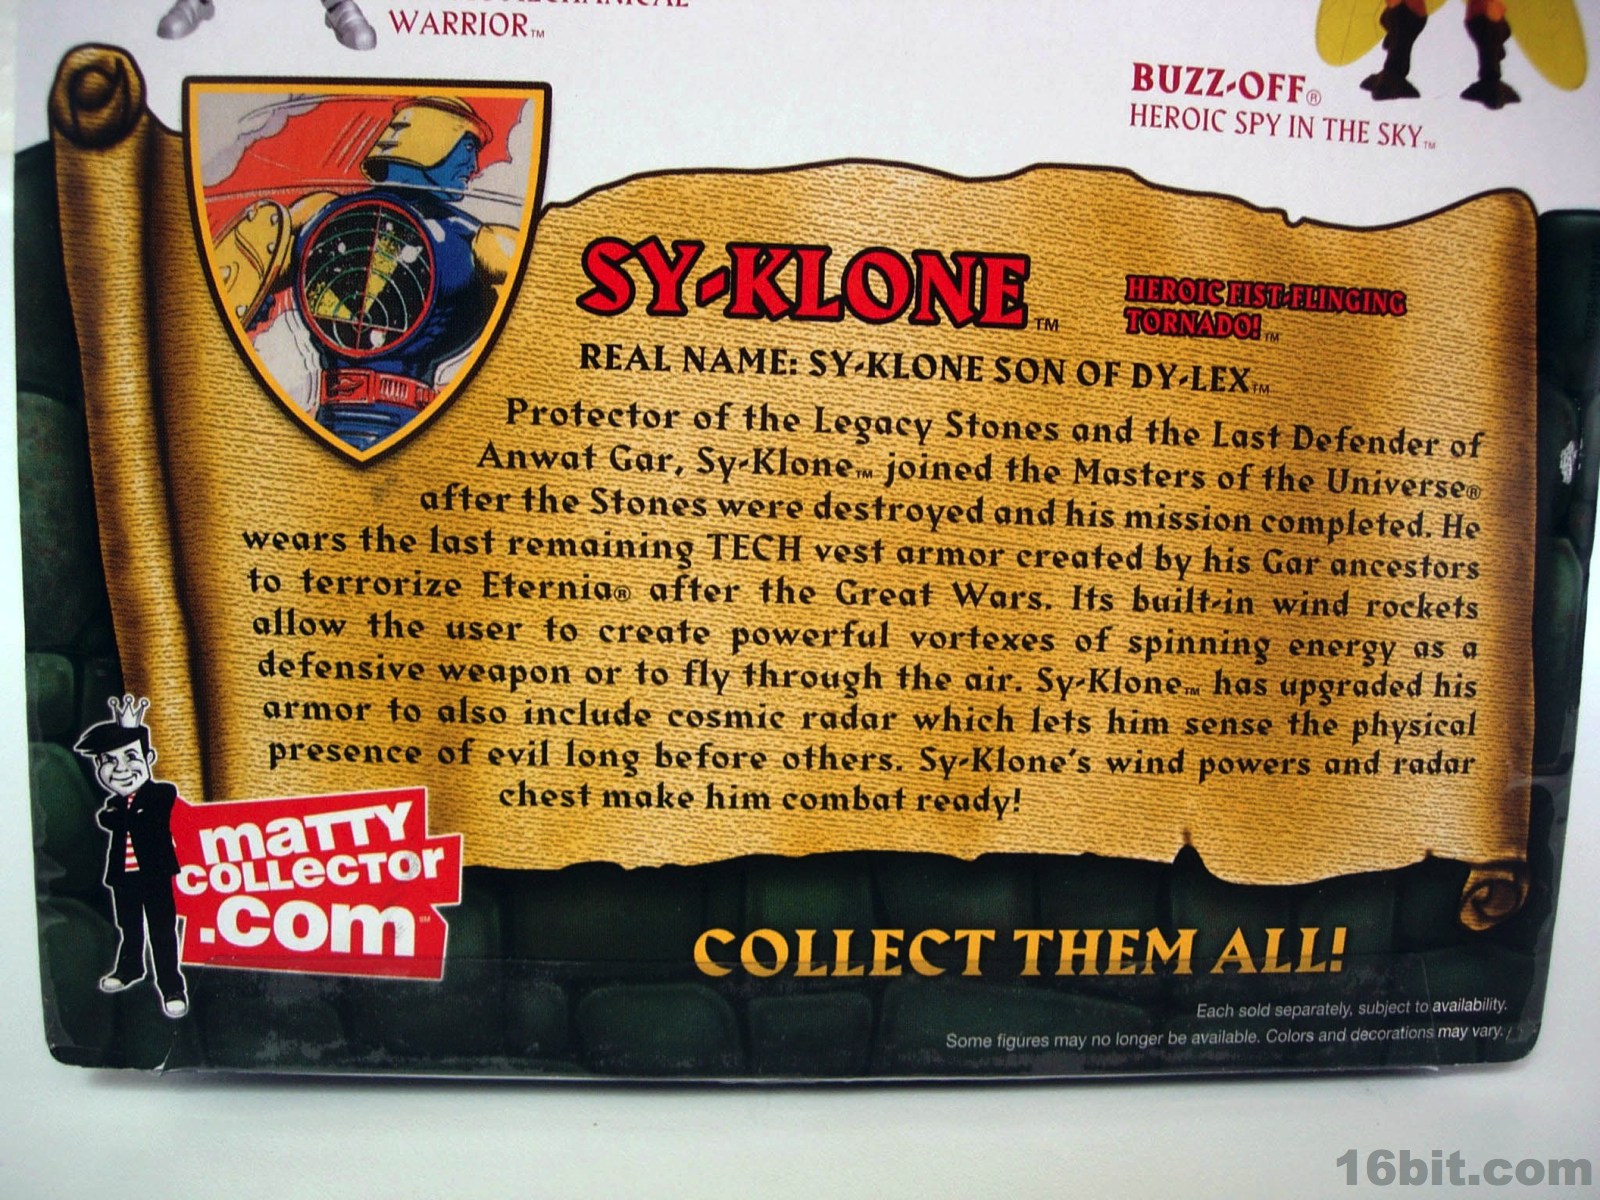 WARRIOR™
BUZZ-OFF®
HEROIC SPY IN THE SKY™
SY-KLONE™
HEROIC FIST-FLINGING
TORNADO!™
REAL NAME: SY-KLONE SON OF DY-LEX™
Protector of the Legacy Stones and the Last Defender of
Anwat Gar, Sy-Klone™ joined the Masters of the Universe®
after the Stones were destroyed and his mission completed. He
wears the last remaining TECH vest armor created by his Gar ancestors
to terrorize Eternia® after the Great Wars. Its built-in wind rockets
allow the user to create powerful vortexes of spinning energy as a
defensive weapon or to fly through the air. Sy-Klone™ has upgraded his
armor to also include cosmic radar which lets him sense the physical
presence of evil long before others. Sy-Klone's wind powers and radar
chest make him combat ready!
maTTY
COLLECTOr
.com℠
COLLECT THEM ALL!
Each sold separately, subject to availability.
Some figures may no longer be available. Colors and decorations may vary.
16bit.com